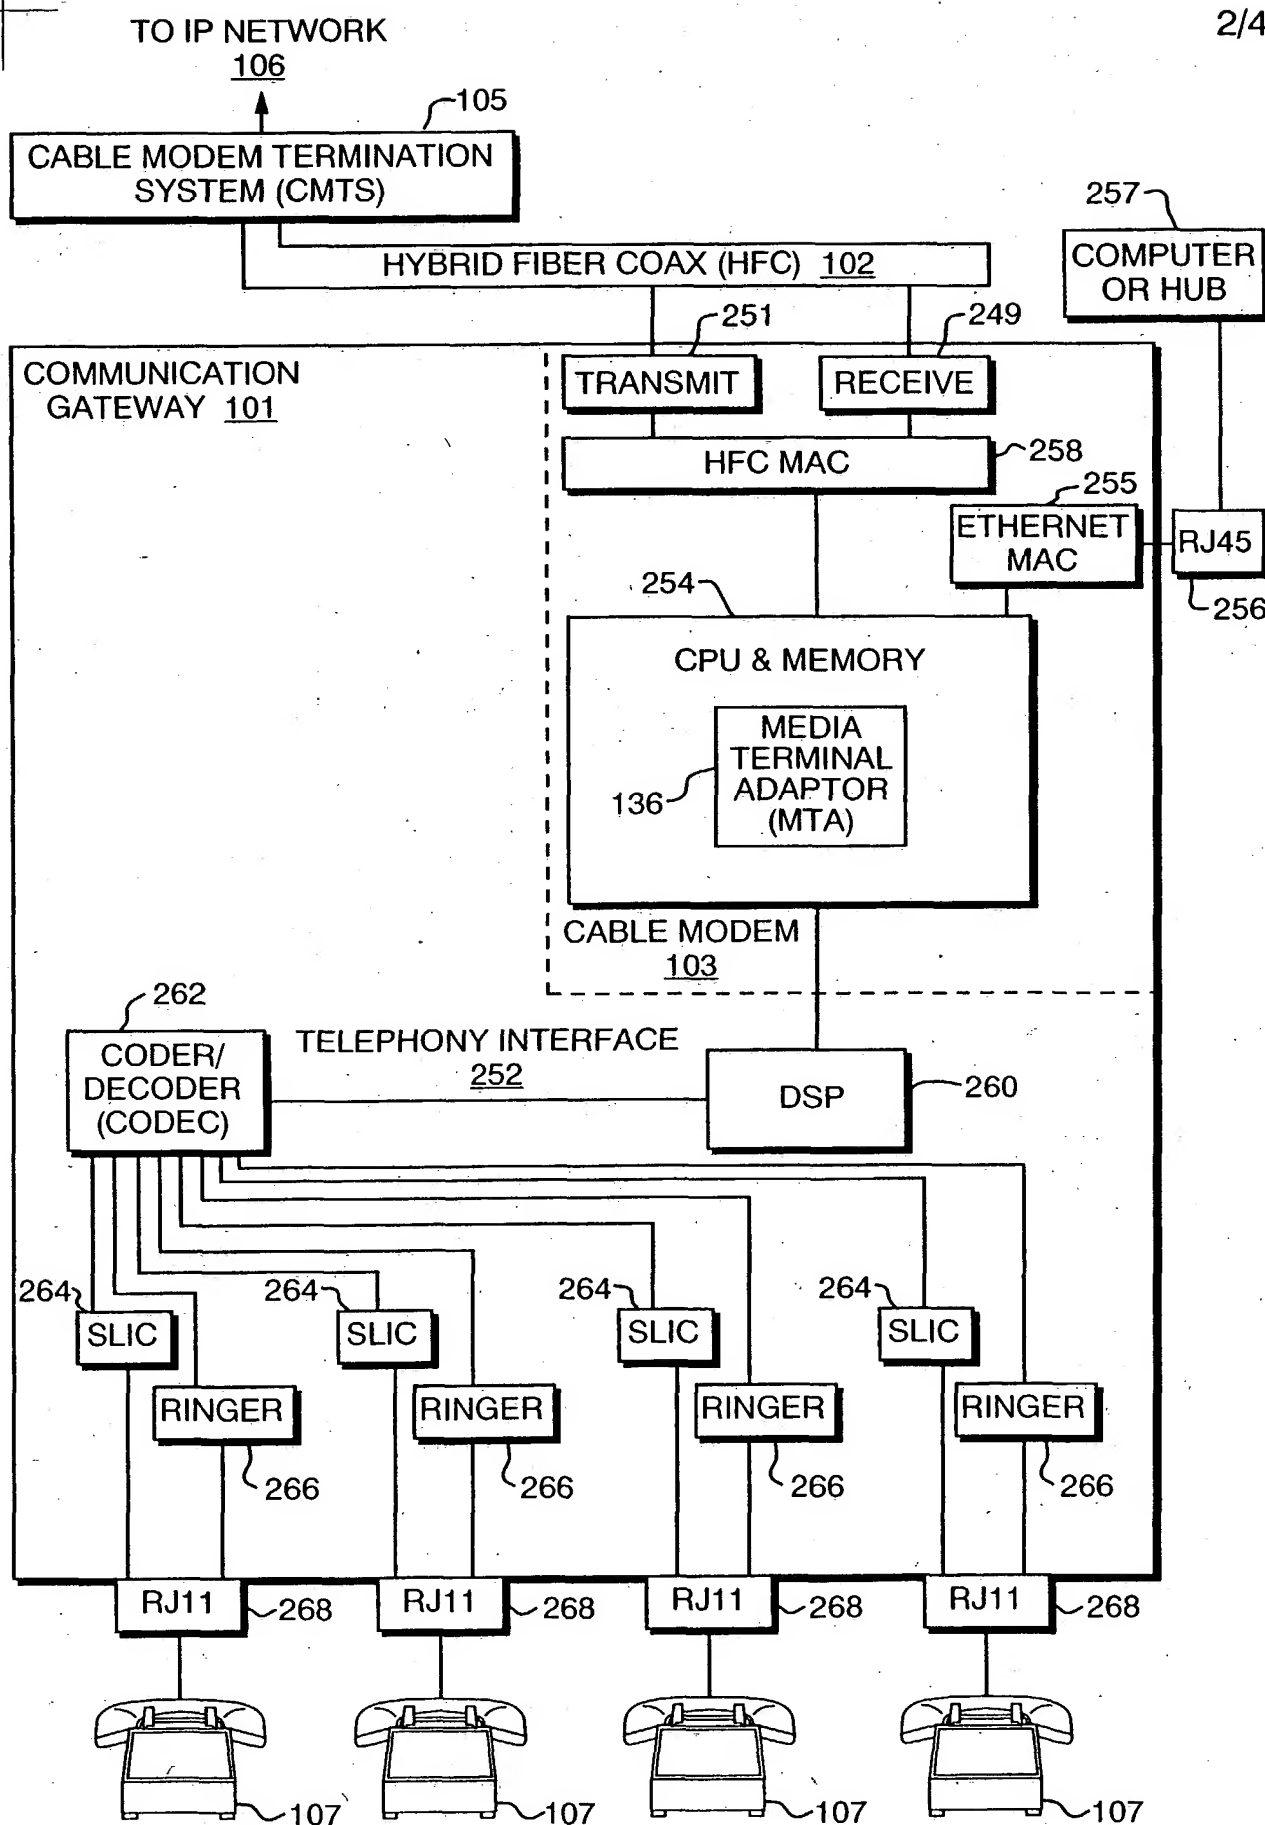 2/4
TO IP NETWORK
106
105
CABLE MODEM TERMINATION
SYSTEM (CMTS)
257
COMPUTER
OR HUB
HYBRID FIBER COAX (HFC) 102
251
249
COMMUNICATION
GATEWAY 101
TRANSMIT
RECEIVE
HFC MAC
258
255
ETHERNET
MAC
RJ45
256
254
CPU & MEMORY
MEDIA
TERMINAL
ADAPTOR
(MTA)
136
CABLE MODEM
103
262
CODER/
DECODER
(CODEC)
TELEPHONY INTERFACE
252
DSP
260
264
264
264
264
SLIC
SLIC
SLIC
SLIC
RINGER
RINGER
RINGER
RINGER
266
266
266
266
RJ11
268
RJ11
268
RJ11
268
RJ11
268
107
107
107
107